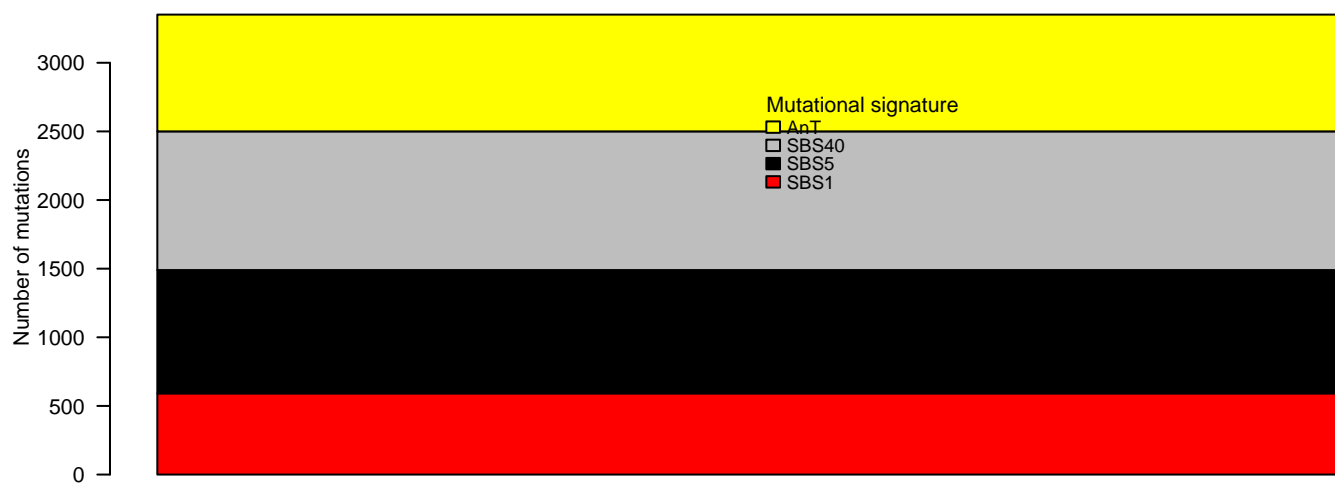 3000
2500
2000
1500
1000
500
0
Number of mutations
Mutational signature
AnT
SBS40
SBS5
SBS1